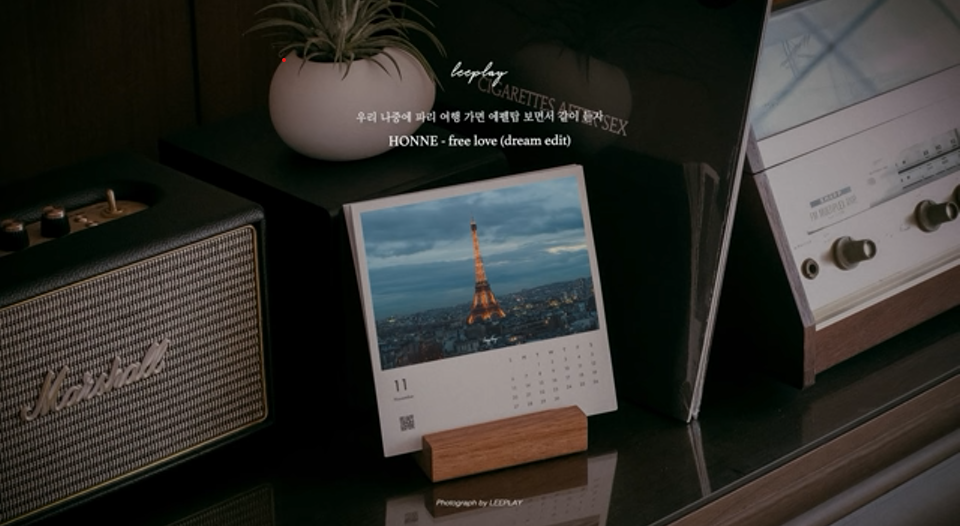 leeplay
CIGARETTES AFTER SEX
우리 나중에 파리 여행 가면 에펠탑 보면서 같이 듣자
HONNE - free love (dream edit)
Marshall
11
November
Photograph by LEEPLAY